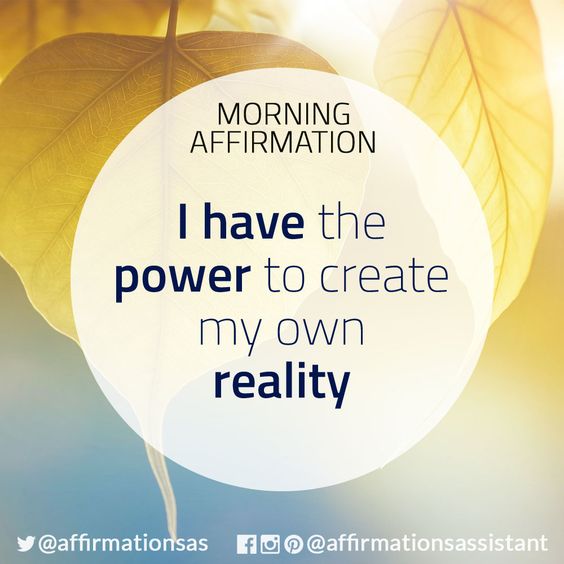 MORNING
AFFIRMATION
I have the
power to create
my own
reality
@affirmationsas @affirmationsassistant